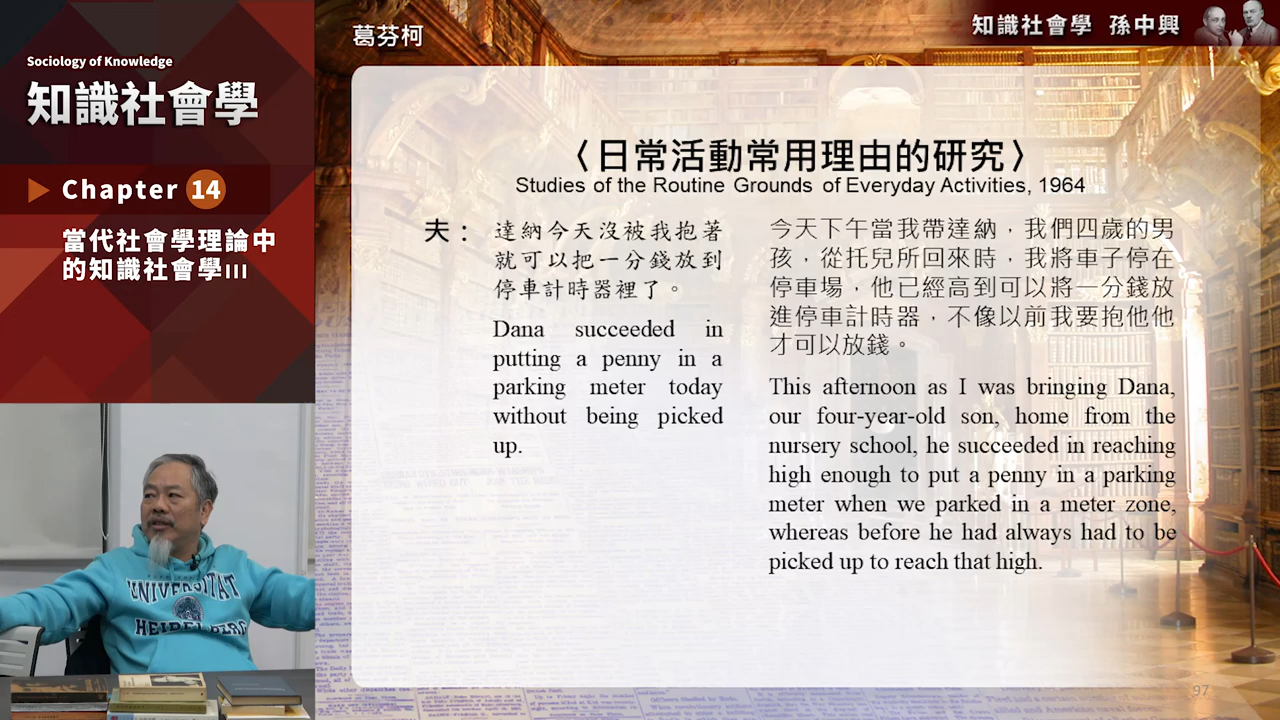 Sociology of Knowledge
知識社會學
Chapter 14
當代社會學理論中
的知識社會學III
葛芬柯
知識社會學 孫中興
〈日常活動常用理由的研究〉
Studies of the Routine Grounds of Everyday Activities, 1964
夫：
達納今天沒被我抱著
就可以把一分錢放到
停車計時器裡了。
Dana succeeded in
putting a penny in a
parking meter today
without being picked
up.
今天下午當我帶達納，我們四歲的男
孩，從托兒所回來時，我將車子停在
停車場，他已經高到可以將一分錢放
進停車計時器，不像以前我要抱他他
才可以放錢。
This afternoon as I was bringing Dana,
our four-year-old son, home from the
nursery school, he succeeded in reaching
high enough to put a penny in a parking
meter when we parked in a meter zone,
whereas before he had always had to be
picked up to reach that high.
UNIVERSITAT
HEIDELBERG
97